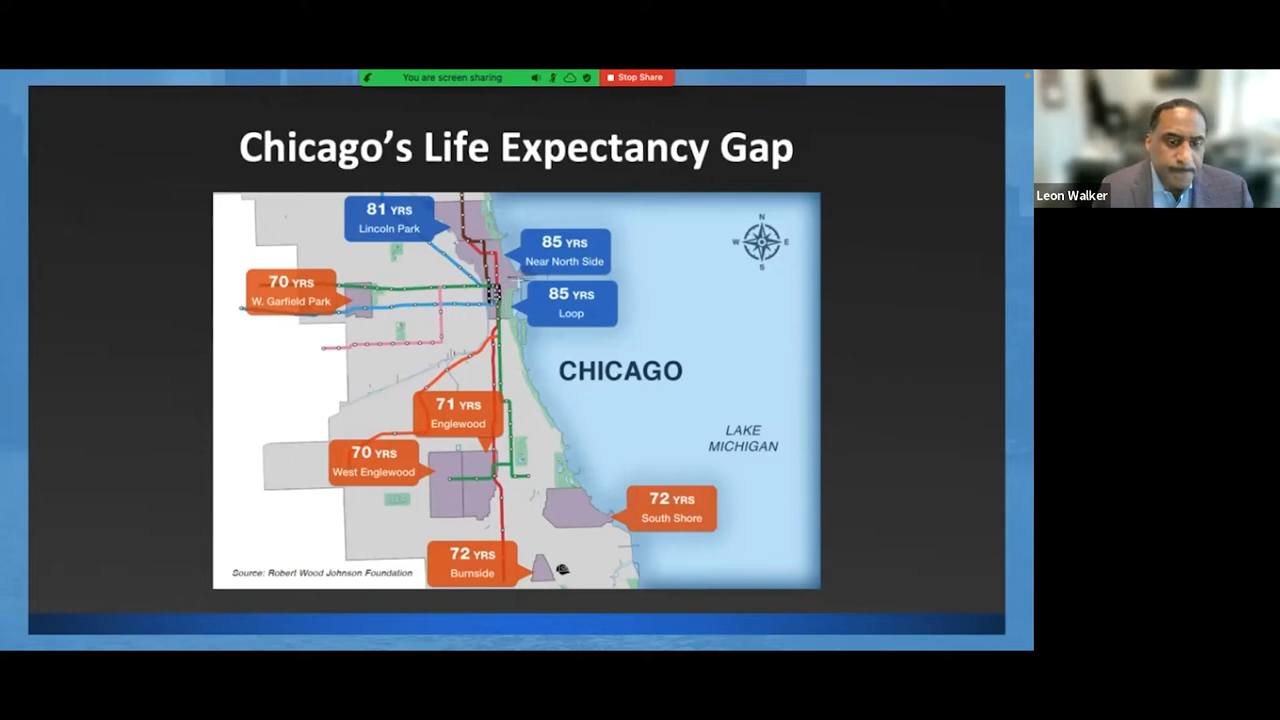 You are screen sharing
Stop Share
Chicago's Life Expectancy Gap
Leon Walker
81 YRS
Lincoln Park
N
W
E
S
85 YRS
Near North Side
70 YRS
W. Garfield Park
85 YRS
Loop
CHICAGO
71 YRS
Englewood
LAKE
MICHIGAN
70 YRS
West Englewood
72 YRS
South Shore
72 YRS
Burnside
Source: Robert Wood Johnson Foundation